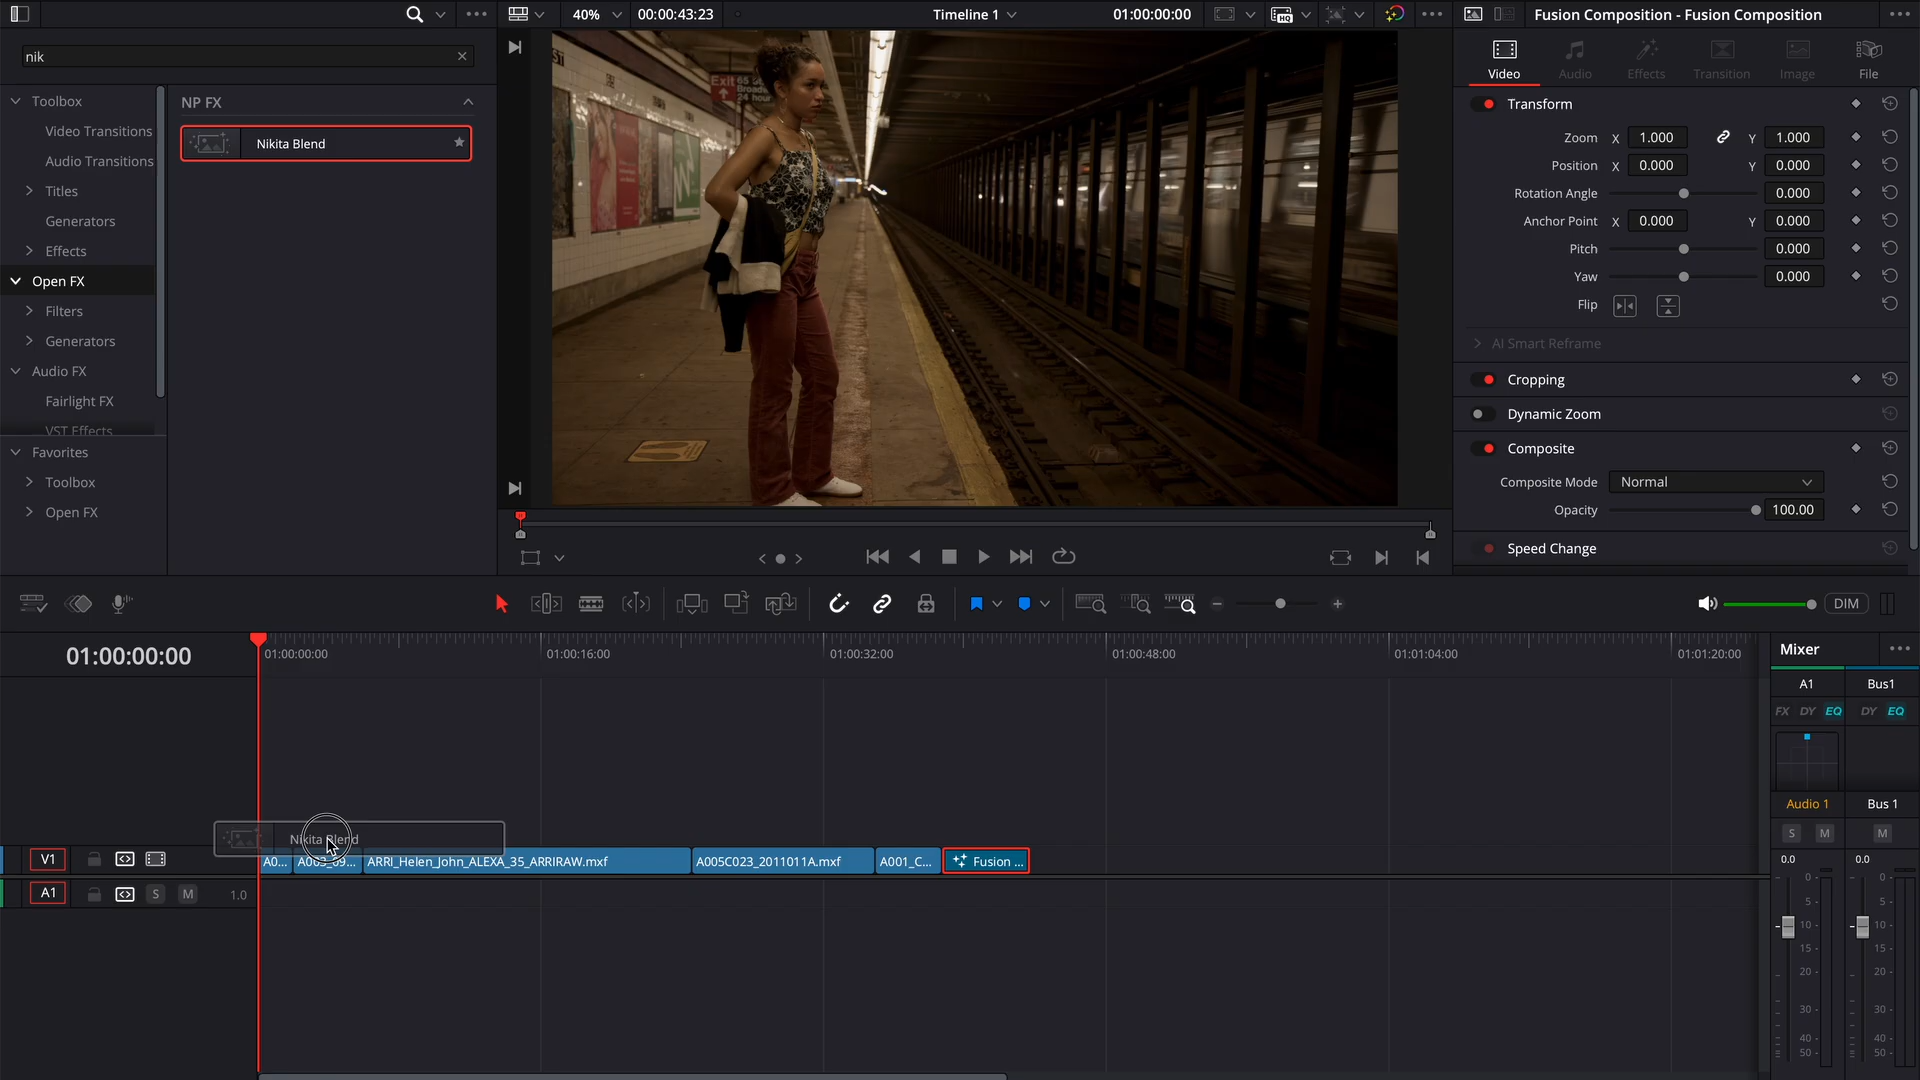 40%
00:00:43:23
Timeline 1
01:00:00:00
Fusion Composition - Fusion Composition
nik
Video
Audio
Effects
Transition
Image
File
Toolbox
Video Transitions
Audio Transitions
Titles
Generators
Effects
Open FX
Filters
Generators
Audio FX
Fairlight FX
VST Effects
Favorites
Toolbox
Open FX
NP FX
Nikita Blend
Exit
24 hour
Transform
Zoom X 1.000 Y 1.000
Position X 0.000 Y 0.000
Rotation Angle 0.000
Anchor Point X 0.000 Y 0.000
Pitch 0.000
Yaw 0.000
Flip
AI Smart Reframe
Cropping
Dynamic Zoom
Composite
Composite Mode Normal
Opacity 100.00
Speed Change
DIM
01:00:00:00
01:00:00:00
01:00:16:00
01:00:32:00
01:00:48:00
01:01:04:00
01:01:20:00
Nikita Blend
V1
A0...
ARRI_Helen_John_ALEXA_35_ARRIRAW.mxf
A005C023_2011011A.mxf
A001_C...
Fusion ...
A1
S M 1.0
Mixer
A1 Bus1
FX DY EQ DY EQ
Audio 1 Bus 1
S M M
0.0 0.0
0 0
5 5
10 10
15 15
20 20
30 30
40 40
50 50